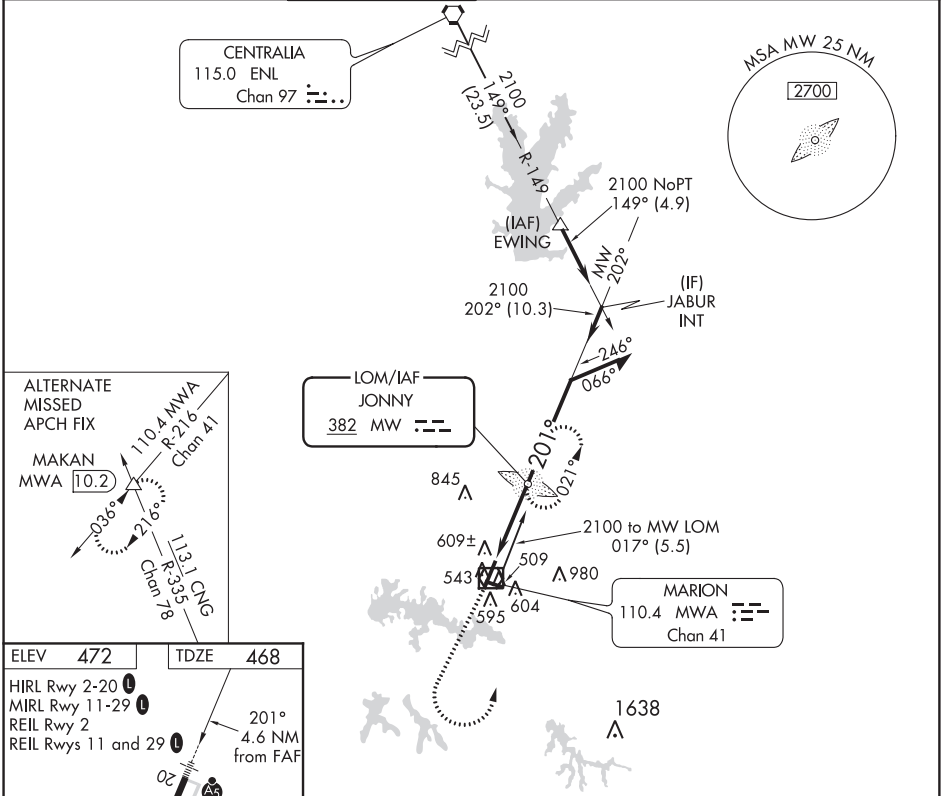 CENTRALIA
115.0 ENL
Chan 97
2100
149°
(23.5)
R-149
MSA MW 25 NM
2700
2100 NoPT
149° (4.9)
(IAF)
EWING
MW
202°
(IF)
JABUR
INT
2100
202° (10.3)
246°
066°
LOM/IAF
JONNY
382 MW
201°
021°
845
2100 to MW LOM
017° (5.5)
609±
509
543
980
604
595
MARION
110.4 MWA
Chan 41
1638
ALTERNATE
MISSED
APCH FIX
110.4 MWA
R-216
Chan 41
MAKAN
MWA 10.2
036°
216°
113.1 CNG
R-335
Chan 78
ELEV 472
TDZE 468
HIRL Rwy 2-20 L
MIRL Rwy 11-29 L
REIL Rwy 2
REIL Rwys 11 and 29 L
201°
4.6 NM
from FAF
20
A5